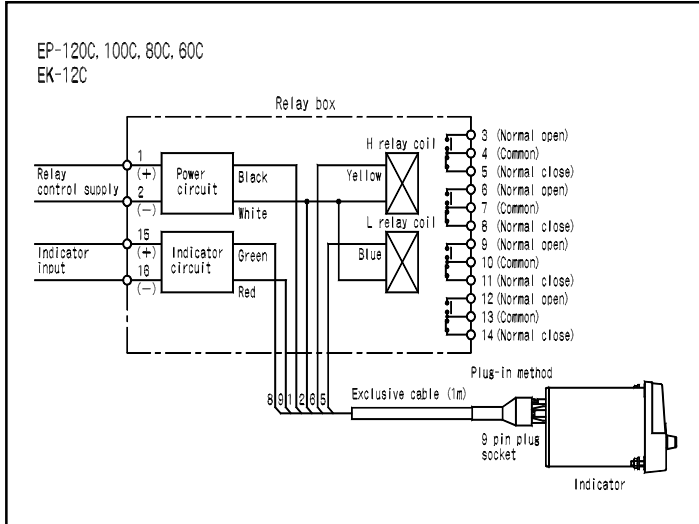 EP-120C, 100C, 80C, 60C
EK-12C
Relay box
Relay
control supply
1
(+)
2
(—)
Power
circuit
Black
White
Indicator
input
15
(+)
16
(—)
Indicator
circuit
Green
Red
H relay coil
Yellow
L relay coil
Blue
3 (Normal open)
4 (Common)
5 (Normal close)
6 (Normal open)
7 (Common)
8 (Normal close)
9 (Normal open)
10 (Common)
11 (Normal close)
12 (Normal open)
13 (Common)
14 (Normal close)
8 9 1 2 6 5
Exclusive cable (1m)
Plug-in method
9 pin plug
socket
Indicator